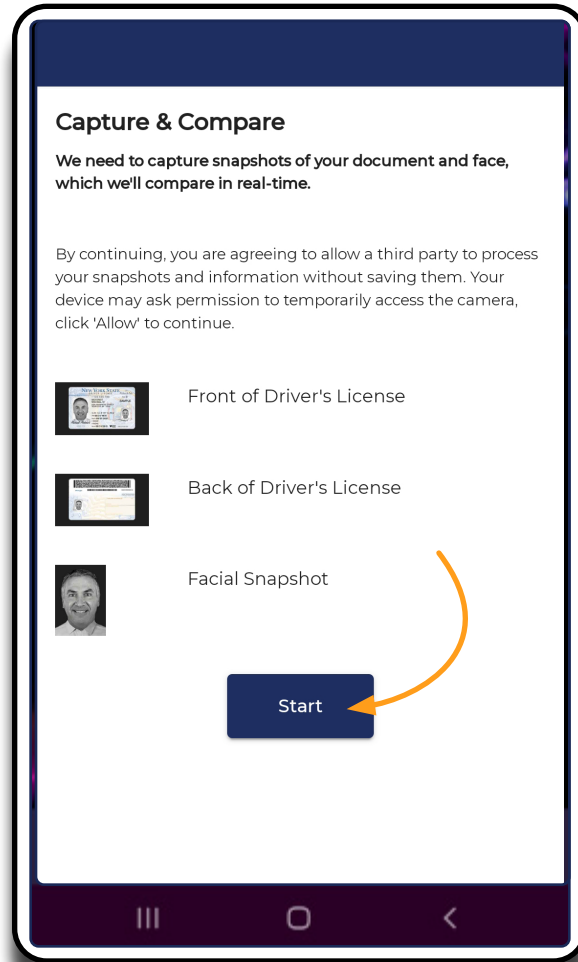 Capture & Compare
We need to capture snapshots of your document and face,
which we'll compare in real-time.
By continuing, you are agreeing to allow a third party to process
your snapshots and information without saving them. Your
device may ask permission to temporarily access the camera,
click 'Allow' to continue.
NEW YORK STATE
Front of Driver's License
Back of Driver's License
Facial Snapshot
Start